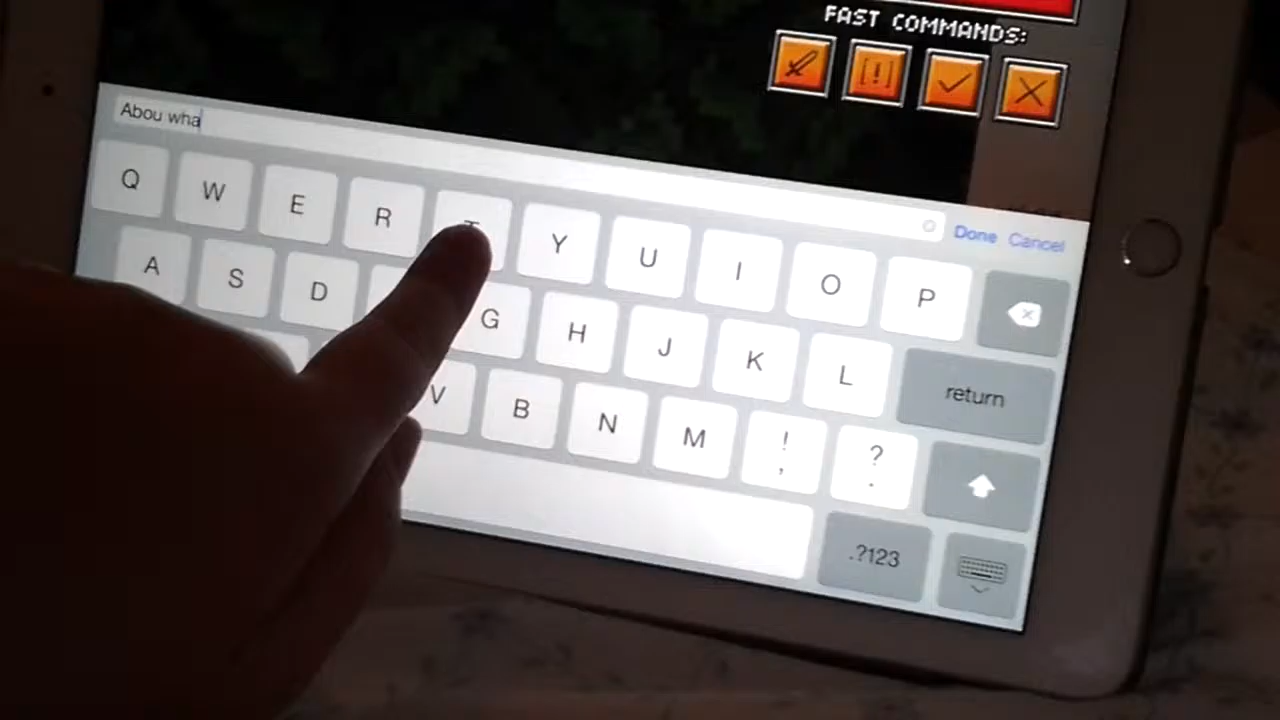 FAST COMMANDS:
[!]
Abou wha
Done Cancel
Q W E R Y U I O P
A S D G H J K L return
V B N M ! , ? .
.?123